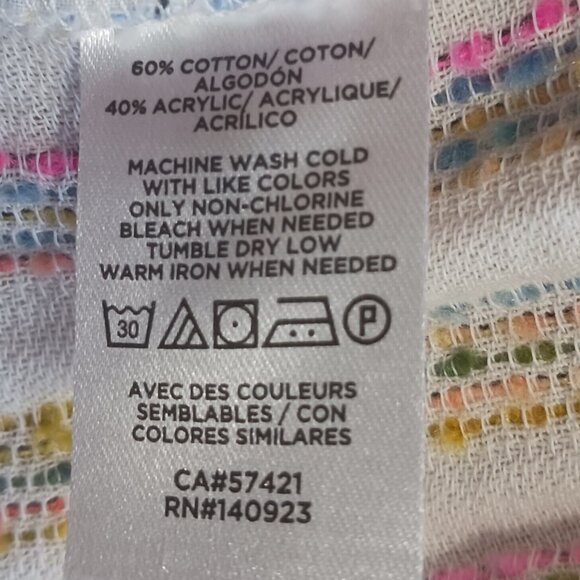 60% COTTON/ COTON/
ALGODÓN
40% ACRYLIC/ ACRYLIQUE/
ACRÍLICO
MACHINE WASH COLD
WITH LIKE COLORS
ONLY NON-CHLORINE
BLEACH WHEN NEEDED
TUMBLE DRY LOW
WARM IRON WHEN NEEDED
30 P
AVEC DES COULEURS
SEMBLABLES / CON
COLORES SIMILARES
CA#57421
RN#140923